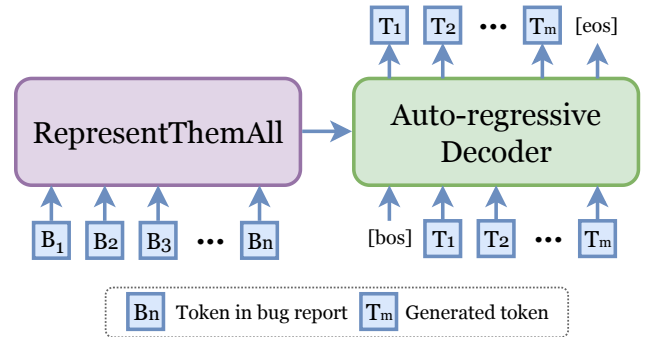 T1 T2 ••• Tm [eos]
RepresentThemAll
Auto-regressive
Decoder
B1 B2 B3 ••• Bn
[bos] T1 T2 ••• Tm
Bn Token in bug report Tm Generated token